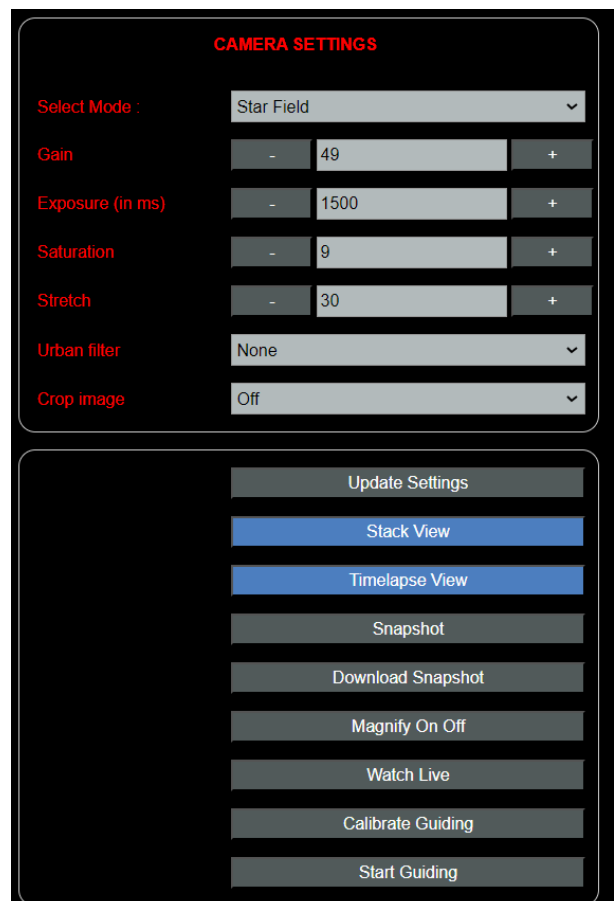 CAMERA SETTINGS
Select Mode : Star Field
Gain - 49 +
Exposure (in ms) - 1500 +
Saturation - 9 +
Stretch - 30 +
Urban filter None
Crop image Off
Update Settings
Stack View
Timelapse View
Snapshot
Download Snapshot
Magnify On Off
Watch Live
Calibrate Guiding
Start Guiding